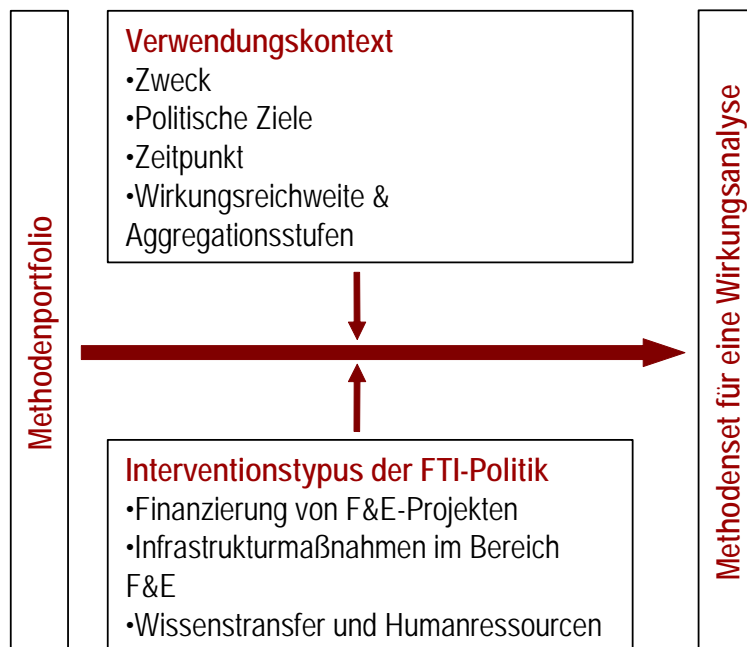 Methodenportfolio
Verwendungskontext
•Zweck
•Politische Ziele
•Zeitpunkt
•Wirkungsreichweite &
Aggregationsstufen
Interventionstypus der FTI-Politik
•Finanzierung von F&E-Projekten
•Infrastrukturmaßnahmen im Bereich
F&E
•Wissenstransfer und Humanressourcen
Methodenset für eine Wirkungsanalyse